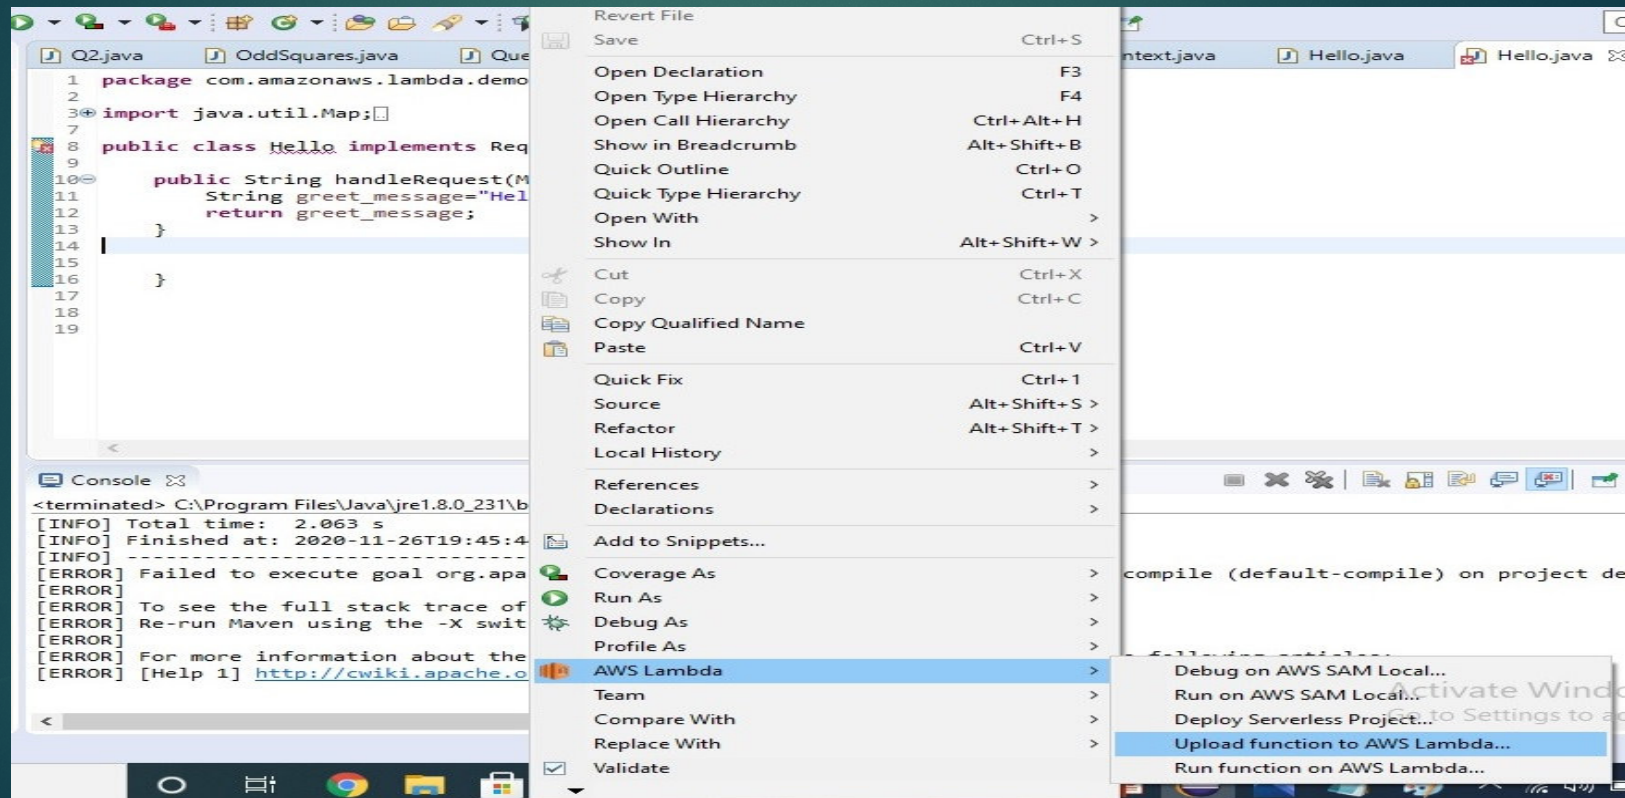 Q2.java OddSquares.java Que ntext.java Hello.java Hello.java
1 package com.amazonaws.lambda.demo
2
3 import java.util.Map;
7
8 public class Hello implements Req
9
10 public String handleRequest(M
11 String greet_message="Hel
12 return greet_message;
13 }
14
15
16 }
17
18
19
Revert File
Save Ctrl+S
Open Declaration F3
Open Type Hierarchy F4
Open Call Hierarchy Ctrl+Alt+H
Show in Breadcrumb Alt+Shift+B
Quick Outline Ctrl+O
Quick Type Hierarchy Ctrl+T
Open With >
Show In Alt+Shift+W >
Cut Ctrl+X
Copy Ctrl+C
Copy Qualified Name
Paste Ctrl+V
Quick Fix Ctrl+1
Source Alt+Shift+S >
Refactor Alt+Shift+T >
Local History >
References >
Declarations >
Add to Snippets...
Coverage As >
Run As >
Debug As >
Profile As >
AWS Lambda >
Team >
Compare With >
Replace With >
Validate
Debug on AWS SAM Local...
Run on AWS SAM Local...
Deploy Serverless Project...
Upload function to AWS Lambda...
Run function on AWS Lambda...
Console
<terminated> C:\Program Files\Java\jre1.8.0_231\b
[INFO] Total time: 2.063 s
[INFO] Finished at: 2020-11-26T19:45:4
[INFO] ------------------------------
[ERROR] Failed to execute goal org.apa compile (default-compile) on project de
[ERROR]
[ERROR] To see the full stack trace of
[ERROR] Re-run Maven using the -X swit
[ERROR]
[ERROR] For more information about the
[ERROR] [Help 1] http://cwiki.apache.o
Activate Windo
Go to Settings to ac